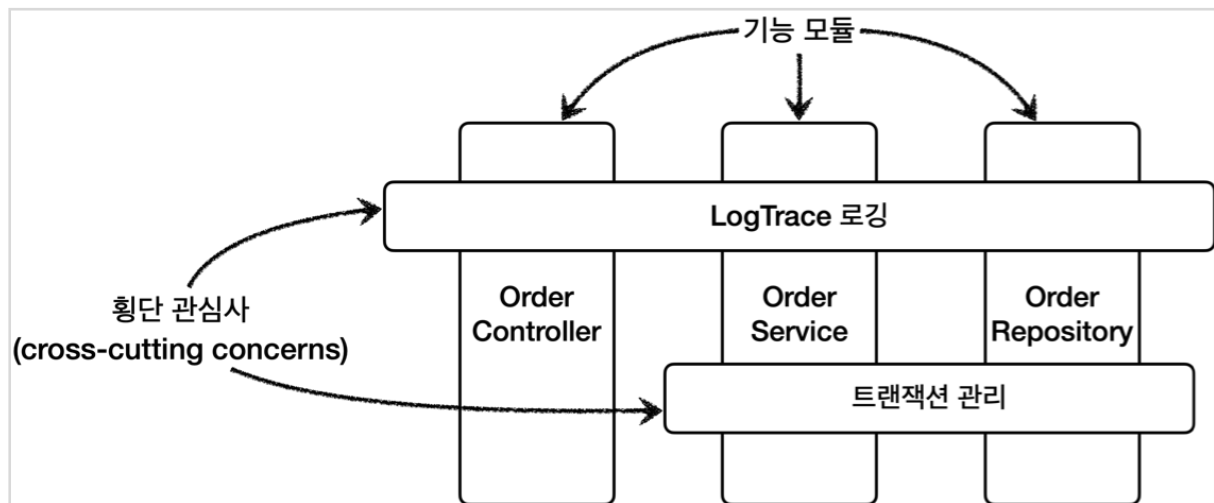 기능 모듈
LogTrace 로깅
횡단 관심사
(cross-cutting concerns)
Order
Controller
Order
Service
Order
Repository
트랜잭션 관리